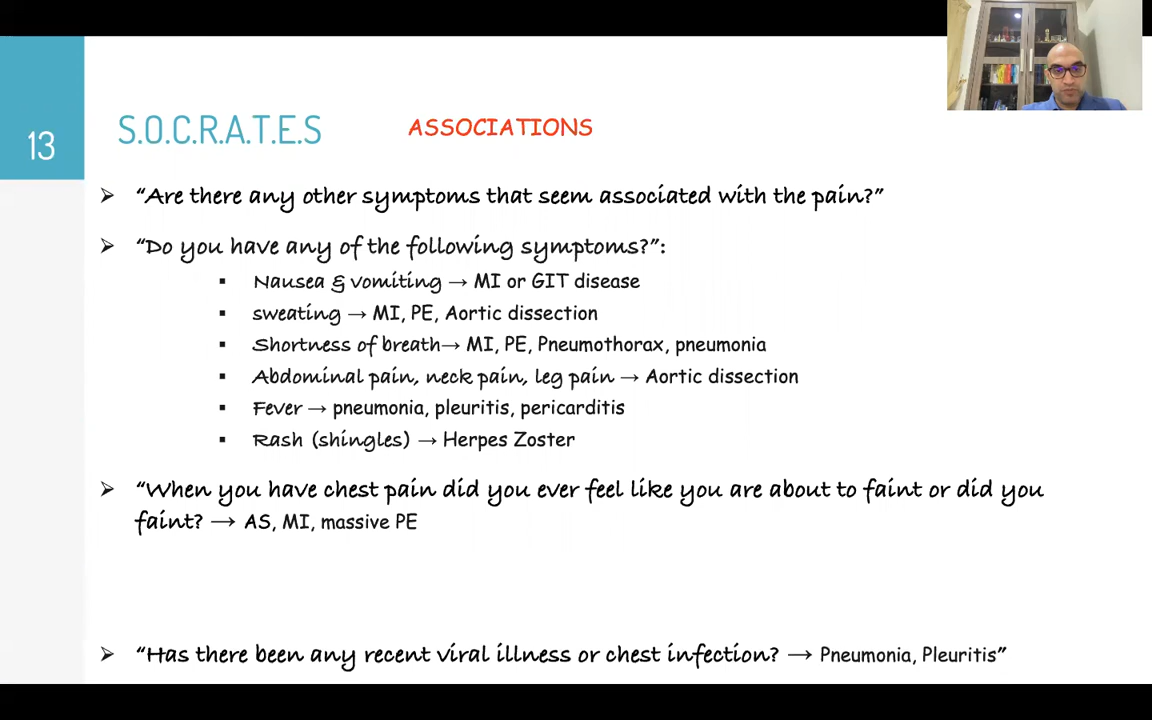 13
S.O.C.R.A.T.E.S ASSOCIATIONS
➢ “Are there any other symptoms that seem associated with the pain?”
➢ “Do you have any of the following symptoms?”:
▪ Nausea & vomiting → MI or GIT disease
▪ sweating → MI, PE, Aortic dissection
▪ Shortness of breath→ MI, PE, Pneumothorax, pneumonia
▪ Abdominal pain, neck pain, leg pain → Aortic dissection
▪ Fever → pneumonia, pleuritis, pericarditis
▪ Rash (shingles) → Herpes Zoster
➢ “When you have chest pain did you ever feel like you are about to faint or did you
faint? → AS, MI, massive PE
➢ “Has there been any recent viral illness or chest infection? → Pneumonia, Pleuritis”